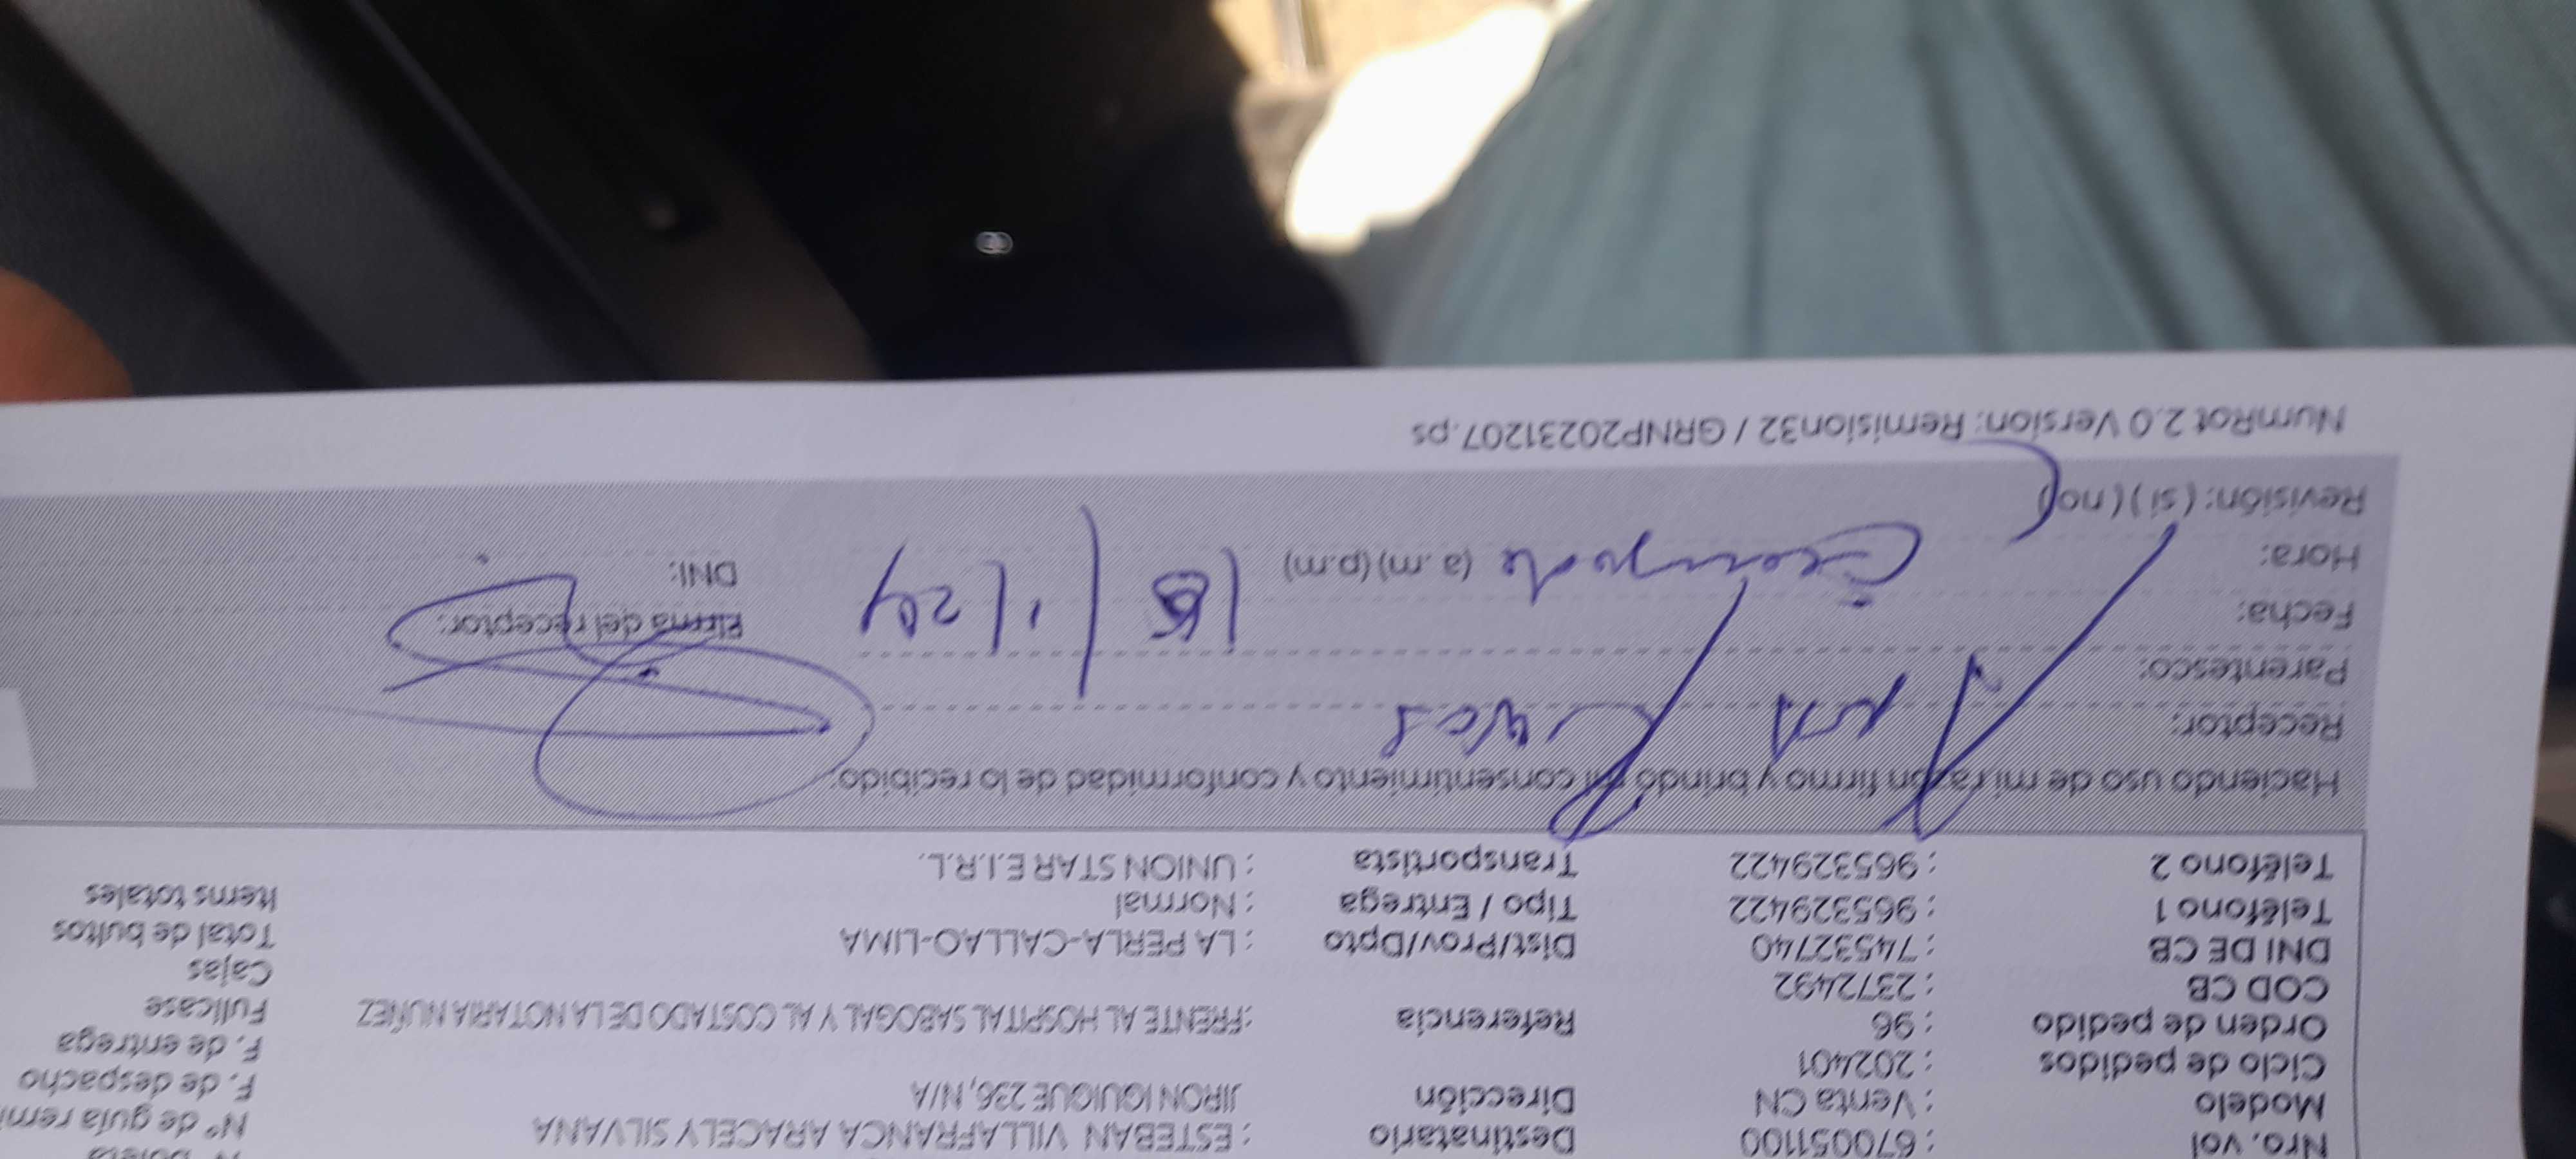 Nro. vol : 670051100 Destinatario : ESTEBAN VILLAFRANCA ARACELY SILVANA
Modelo : Venta CN Dirección JIRON IQUIQUE 236, N/A Nº de guía remi
Ciclo de pedidos : 202401 F. de despacho
Orden de pedido : 96 Referencia :FRENTE AL HOSPITAL SABOGAL Y AL COSTADO DE LA NOTARIA NUÑEZ F. de entrega
COD CB : 2372492 Fullcase
DNI DE CB : 74532740 Dist/Prov/Dpto : LA PERLA-CALLAO-LIMA Cajas
Teléfono 1 : 965329422 Tipo / Entrega : Normal Total de bultos
Teléfono 2 : 965329422 Transportista : UNION STAR E.I.R.L. Items totales
Haciendo uso de mi razón firmo y brindo mi consentimiento y conformidad de lo recibido:
Receptor:
Parentesco:
Fecha: Firma del receptor:
Hora: (a.m)(p.m) DNI:
Revisión: (si) (no)
NumRot 2.0 Version: Remision32 / GRNP20231207.ps